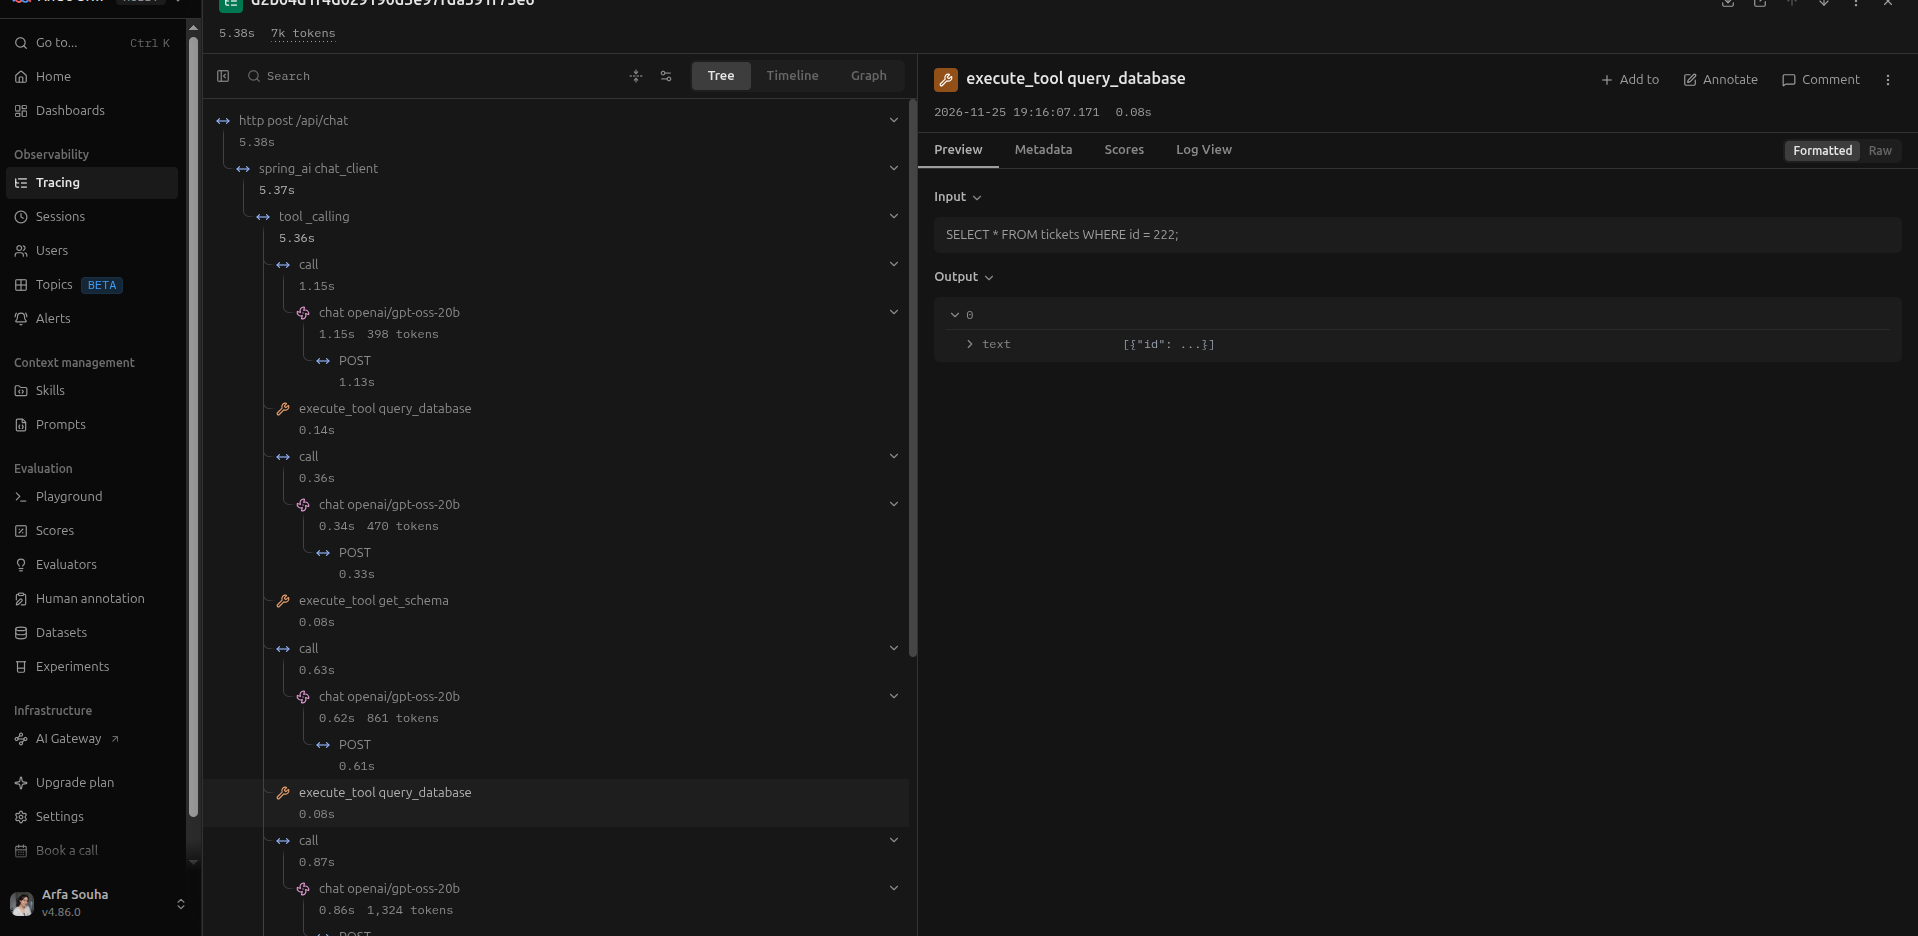 5.38s 7k tokens
Go to... Ctrl K
Home
Dashboards
Observability
Tracing
Sessions
Users
Topics BETA
Alerts
Context management
Skills
Prompts
Evaluation
Playground
Scores
Evaluators
Human annotation
Datasets
Experiments
Infrastructure
AI Gateway
Upgrade plan
Settings
Book a call
Arfa Souha
v4.86.0
Search
Tree Timeline Graph
http post /api/chat
5.38s
spring_ai chat_client
5.37s
tool _calling
5.36s
call
1.15s
chat openai/gpt-oss-20b
1.15s 398 tokens
POST
1.13s
execute_tool query_database
0.14s
call
0.36s
chat openai/gpt-oss-20b
0.34s 470 tokens
POST
0.33s
execute_tool get_schema
0.08s
call
0.63s
chat openai/gpt-oss-20b
0.62s 861 tokens
POST
0.61s
execute_tool query_database
0.08s
call
0.87s
chat openai/gpt-oss-20b
0.86s 1,324 tokens
POST
execute_tool query_database
Add to Annotate Comment
2026-11-25 19:16:07.171 0.08s
Preview Metadata Scores Log View
Formatted Raw
Input
SELECT * FROM tickets WHERE id = 222;
Output
0
text [{"id": ...}]